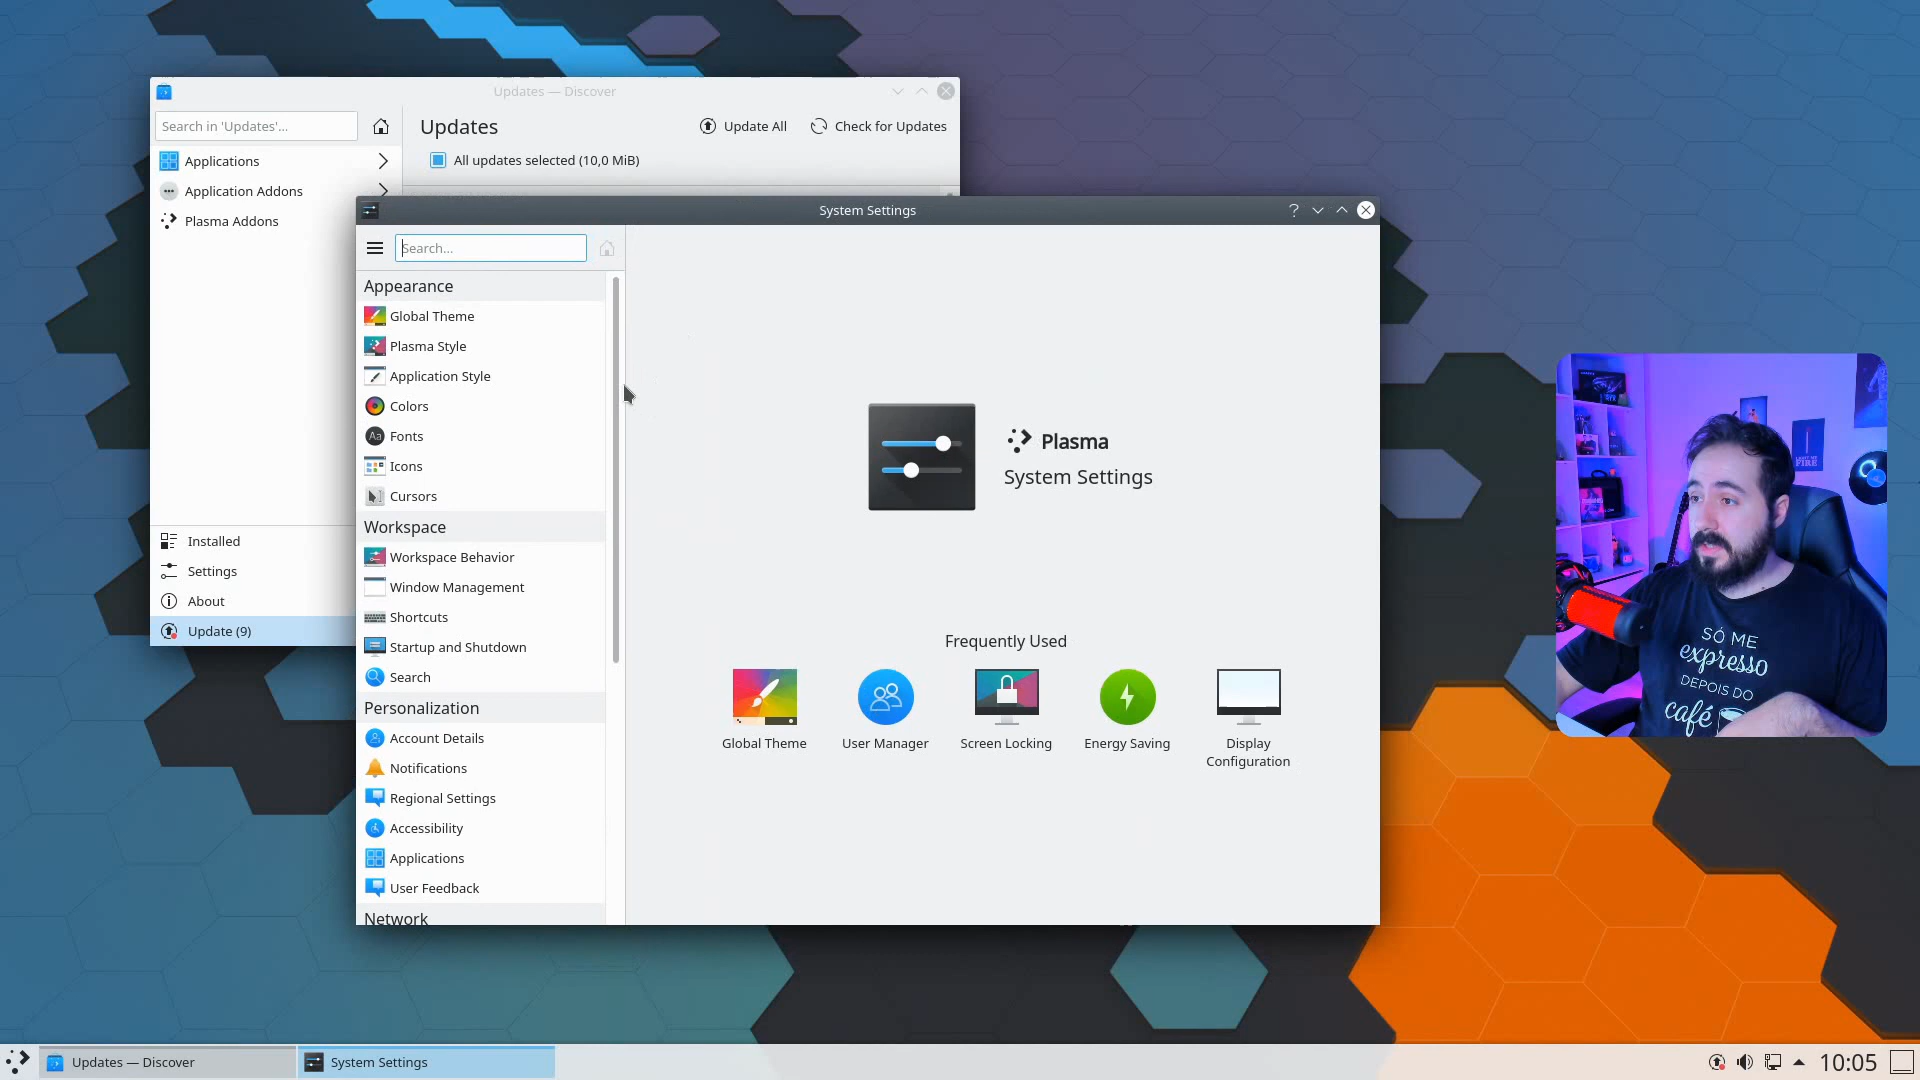 Updates — Discover
Search in 'Updates'...
Updates
Update All
Check for Updates
Applications
All updates selected (10,0 MiB)
Application Addons
Plasma Addons
Installed
Settings
About
Update (9)
System Settings
?
Search...
Appearance
Global Theme
Plasma Style
Application Style
Colors
Aa
Fonts
Icons
Cursors
Workspace
Workspace Behavior
Window Management
Shortcuts
Startup and Shutdown
Search
Personalization
Account Details
Notifications
Regional Settings
Accessibility
Applications
User Feedback
Network
Plasma
System Settings
Frequently Used
Global Theme
User Manager
Screen Locking
Energy Saving
Display
Configuration
SÓ ME
expresso
DEPOIS DO
café
Updates — Discover
System Settings
10:05